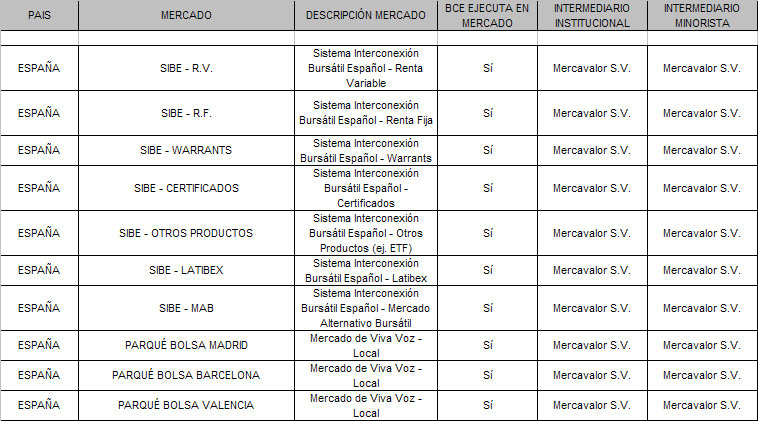 PAIS MERCADO DESCRIPCIÓN MERCADO BCE EJECUTA EN MERCADO INTERMEDIARIO INSTITUCIONAL INTERMEDIARIO MINORISTA
ESPAÑA SIBE - R.V. Sistema Interconexión Bursátil Español - Renta Variable Sí Mercavalor S.V. Mercavalor S.V.
ESPAÑA SIBE - R.F. Sistema Interconexión Bursátil Español - Renta Fija Sí Mercavalor S.V. Mercavalor S.V.
ESPAÑA SIBE - WARRANTS Sistema Interconexión Bursátil Español - Warrants Sí Mercavalor S.V. Mercavalor S.V.
ESPAÑA SIBE - CERTIFICADOS Sistema Interconexión Bursátil Español - Certificados Sí Mercavalor S.V. Mercavalor S.V.
ESPAÑA SIBE - OTROS PRODUCTOS Sistema Interconexión Bursátil Español - Otros Productos (ej. ETF) Sí Mercavalor S.V. Mercavalor S.V.
ESPAÑA SIBE - LATIBEX Sistema Interconexión Bursátil Español - Latibex Sí Mercavalor S.V. Mercavalor S.V.
ESPAÑA SIBE - MAB Sistema Interconexión Bursátil Español - Mercado Alternativo Bursátil Sí Mercavalor S.V. Mercavalor S.V.
ESPAÑA PARQUÉ BOLSA MADRID Mercado de Viva Voz - Local Sí Mercavalor S.V. Mercavalor S.V.
ESPAÑA PARQUÉ BOLSA BARCELONA Mercado de Viva Voz - Local Sí Mercavalor S.V. Mercavalor S.V.
ESPAÑA PARQUÉ BOLSA VALENCIA Mercado de Viva Voz - Local Sí Mercavalor S.V. Mercavalor S.V.